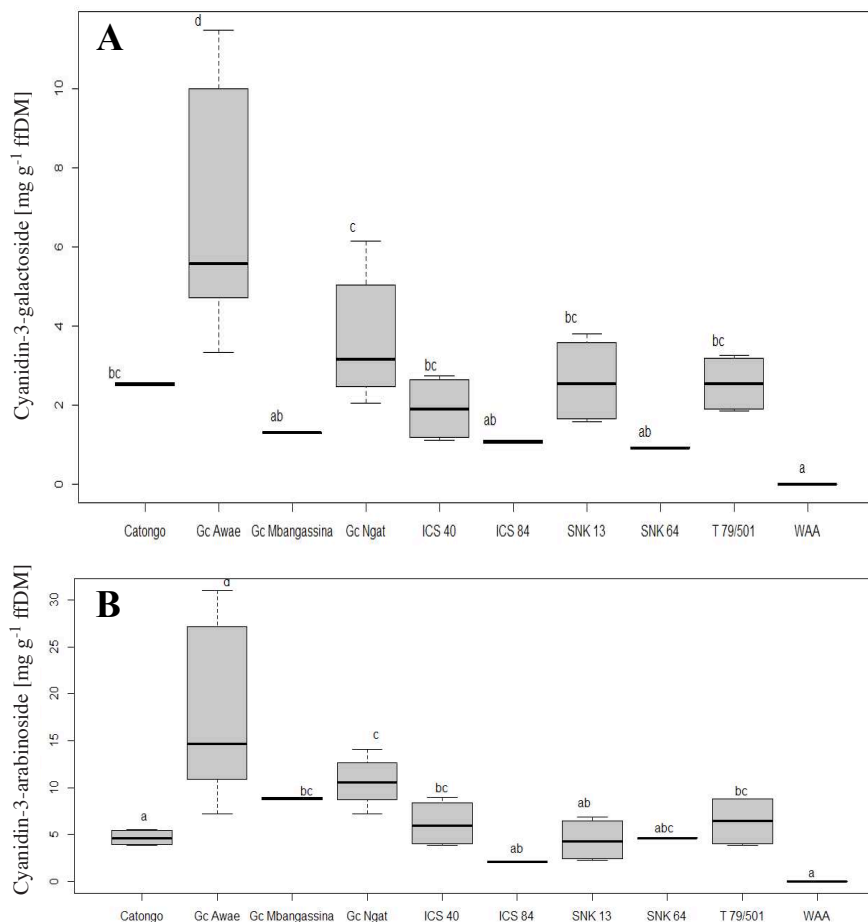 A
Cyanidin-3-galactoside [mg g⁻¹ ffDM]
10
8
6
4
2
0
bc
d
ab
c
bc
ab
bc
ab
bc
a
Catongo
Gc Awae
Gc Mbangassina
Gc Ngat
ICS 40
ICS 84
SNK 13
SNK 64
T 79/501
WAA
B
Cyanidin-3-arabinoside [mg g⁻¹ ffDM]
30
25
20
15
10
5
0
a
d
bc
c
bc
ab
ab
abc
bc
a
Catongo
Gc Awae
Gc Mbangassina
Gc Ngat
ICS 40
ICS 84
SNK 13
SNK 64
T 79/501
WAA